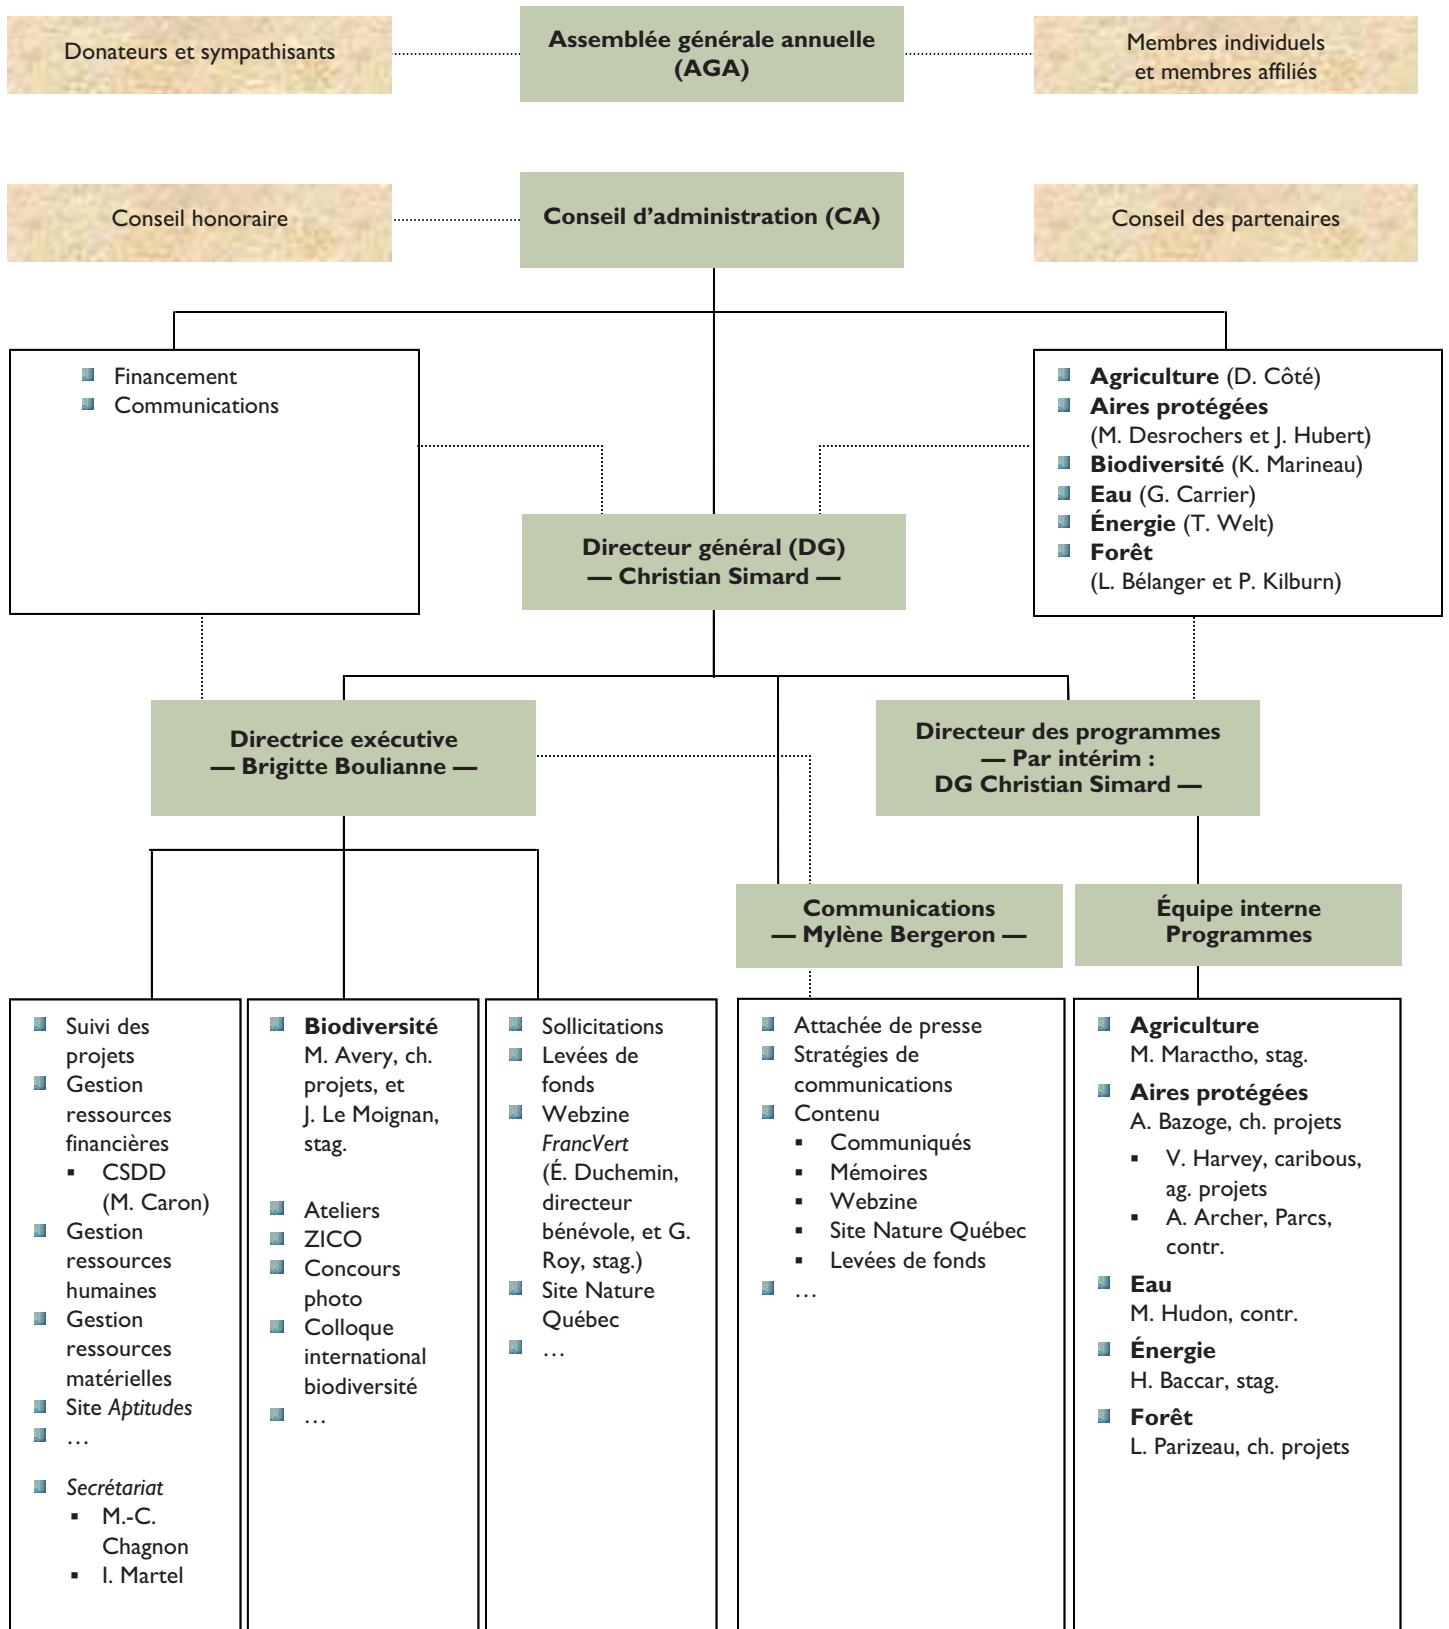 Donateurs et sympathisants
Assemblée générale annuelle
(AGA)
Membres individuels
et membres affiliés
Conseil honoraire
Conseil d’administration (CA)
Conseil des partenaires
Financement
Communications
Agriculture (D. Côté)
Aires protégées
(M. Desrochers et J. Hubert)
Biodiversité (K. Marineau)
Eau (G. Carrier)
Énergie (T. Welt)
Forêt
(L. Bélanger et P. Kilburn)
Directeur général (DG)
— Christian Simard —
Directrice exécutive
— Brigitte Boulianne —
Directeur des programmes
— Par intérim :
DG Christian Simard —
Communications
— Mylène Bergeron —
Équipe interne
Programmes
Suivi des
projets
Gestion
ressources
financières
CSDD
(M. Caron)
Gestion
ressources
humaines
Gestion
ressources
matérielles
Site Aptitudes
…
Secrétariat
M.-C.
Chagnon
I. Martel
Biodiversité
M. Avery, ch.
projets, et
J. Le Moignan,
stag.
Ateliers
ZICO
Concours
photo
Colloque
international
biodiversité
…
Sollicitations
Levées de
fonds
Webzine
FrancVert
(É. Duchemin,
directeur
bénévole, et G.
Roy, stag.)
Site Nature
Québec
…
Attachée de presse
Stratégies de
communications
Contenu
Communiqués
Mémoires
Webzine
Site Nature Québec
Levées de fonds
…
Agriculture
M. Maractho, stag.
Aires protégées
A. Bazoge, ch. projets
V. Harvey, caribous,
ag. projets
A. Archer, Parcs,
contr.
Eau
M. Hudon, contr.
Énergie
H. Baccar, stag.
Forêt
L. Parizeau, ch. projets